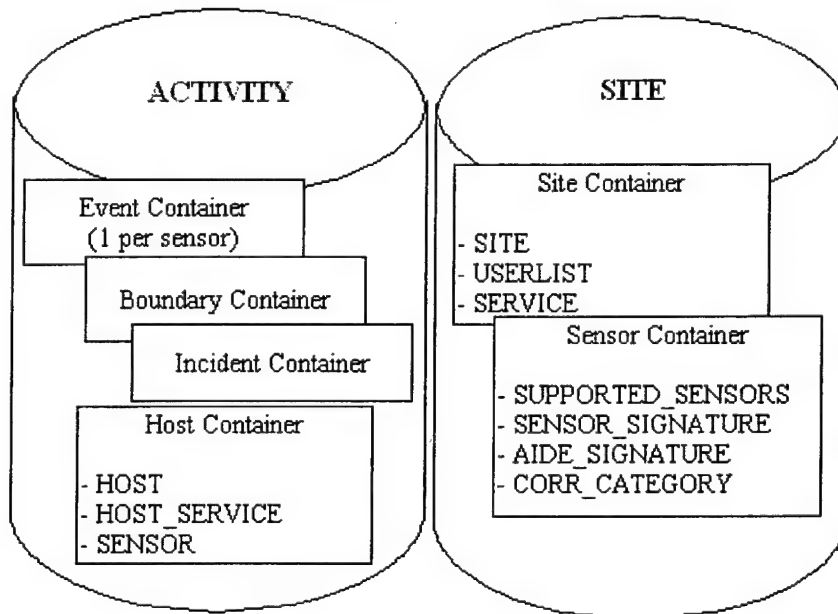 ACTIVITY
Event Container
(1 per sensor)
Boundary Container
Incident Container
Host Container
- HOST
- HOST_SERVICE
- SENSOR
SITE
Site Container
- SITE
- USERLIST
- SERVICE
Sensor Container
- SUPPORTED_SENSORS
- SENSOR_SIGNATURE
- AIDE_SIGNATURE
- CORR_CATEGORY